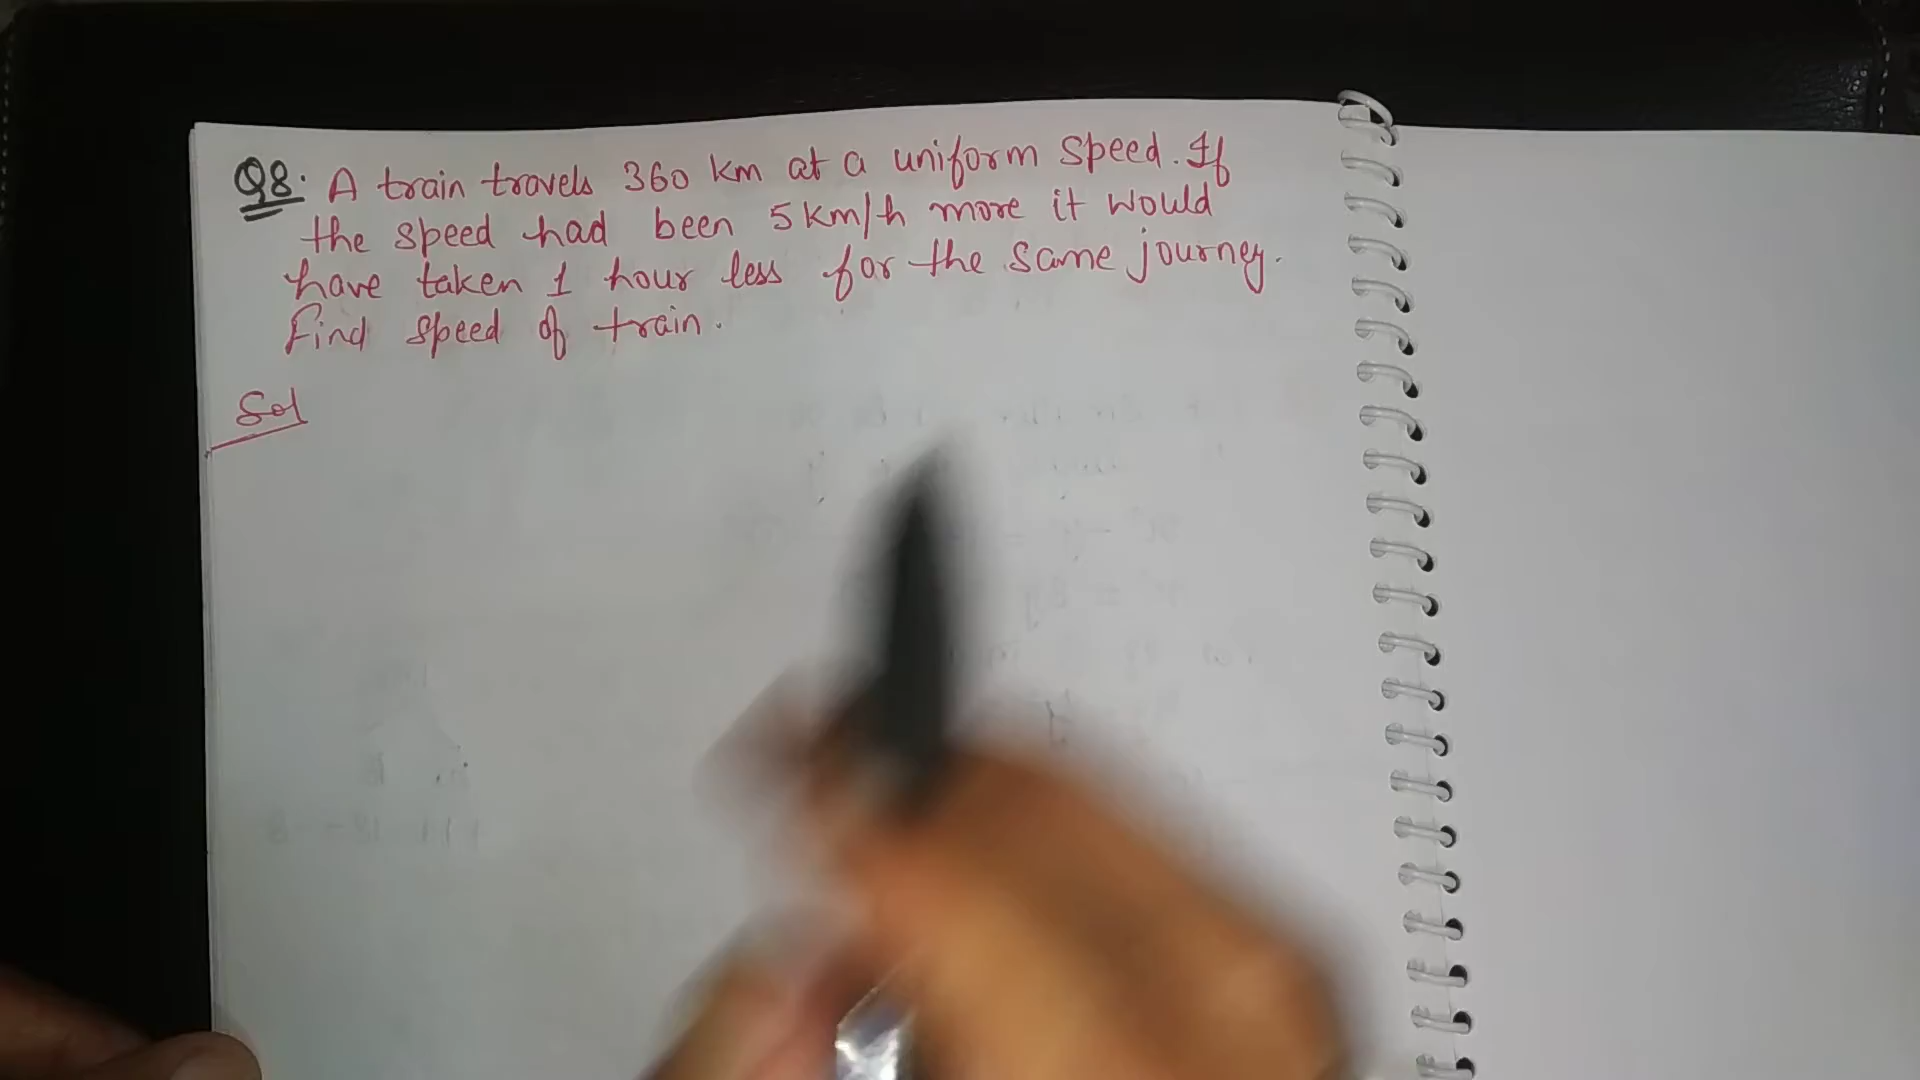 Q8. A train travels 360 km at a uniform speed. If
the speed had been 5 km/h more it would
have taken 1 hour less for the same journey.
Find speed of train.
Sol